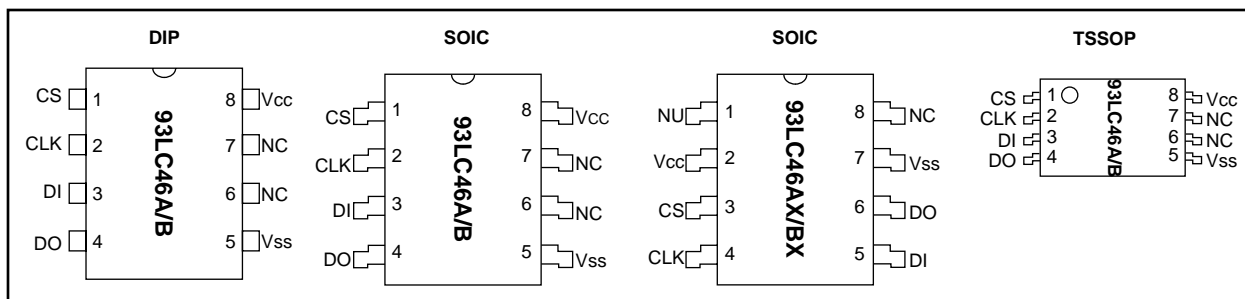 DIP
SOIC
SOIC
TSSOP
CS 1 8 Vcc
CLK 2 7 NC
DI 3 6 NC
DO 4 5 Vss
93LC46A/B
CS 1 8 Vcc
CLK 2 7 NC
DI 3 6 NC
DO 4 5 Vss
93LC46A/B
NU 1 8 NC
Vcc 2 7 Vss
CS 3 6 DO
CLK 4 5 DI
93LC46AX/BX
CS 1 8 Vcc
CLK 2 7 NC
DI 3 6 NC
DO 4 5 Vss
93LC46A/B